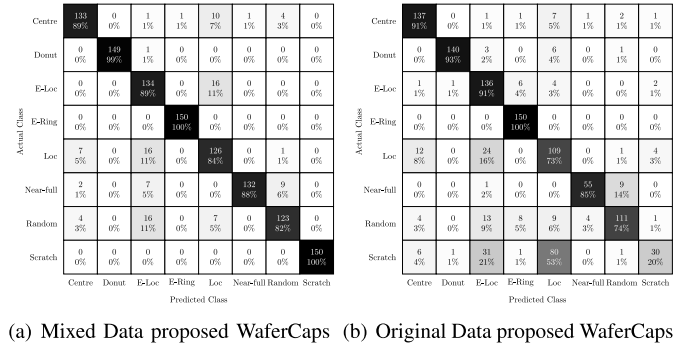 Actual Class
Centre
133 0 1 1 10 1 4 0
89% 0% 1% 1% 7% 1% 3% 0%
Donut
0 149 1 0 0 0 0 0
0% 99% 1% 0% 0% 0% 0% 0%
E-Loc
0 0 134 0 16 0 0 0
0% 0% 89% 0% 11% 0% 0% 0%
E-Ring
0 0 0 150 0 0 0 0
0% 0% 0% 100% 0% 0% 0% 0%
Loc
7 0 16 0 126 0 1 0
5% 0% 11% 0% 84% 0% 1% 0%
Near-full
2 0 7 0 0 132 9 0
1% 0% 5% 0% 0% 88% 6% 0%
Random
4 0 16 0 7 0 123 0
3% 0% 11% 0% 5% 0% 82% 0%
Scratch
0 0 0 0 0 0 0 150
0% 0% 0% 0% 0% 0% 0% 100%
Centre Donut E-Loc E-Ring Loc Near-full Random Scratch
Predicted Class
(a) Mixed Data proposed WaferCaps
Actual Class
Centre
137 0 1 1 7 1 2 1
91% 0% 1% 1% 5% 1% 1% 1%
Donut
0 140 3 0 6 0 1 0
0% 93% 2% 0% 4% 0% 1% 0%
E-Loc
1 1 136 6 4 0 0 2
1% 1% 91% 4% 3% 0% 0% 1%
E-Ring
0 0 0 150 0 0 0 0
0% 0% 0% 100% 0% 0% 0% 0%
Loc
12 0 24 0 109 0 1 4
8% 0% 16% 0% 73% 0% 1% 3%
Near-full
0 0 1 0 0 55 9 0
0% 0% 2% 0% 0% 85% 14% 0%
Random
4 0 13 8 9 4 111 1
3% 0% 9% 5% 6% 3% 74% 1%
Scratch
6 1 31 1 80 0 1 30
4% 1% 21% 1% 53% 0% 1% 20%
Centre Donut E-Loc E-Ring Loc Near-full Random Scratch
Predicted Class
(b) Original Data proposed WaferCaps